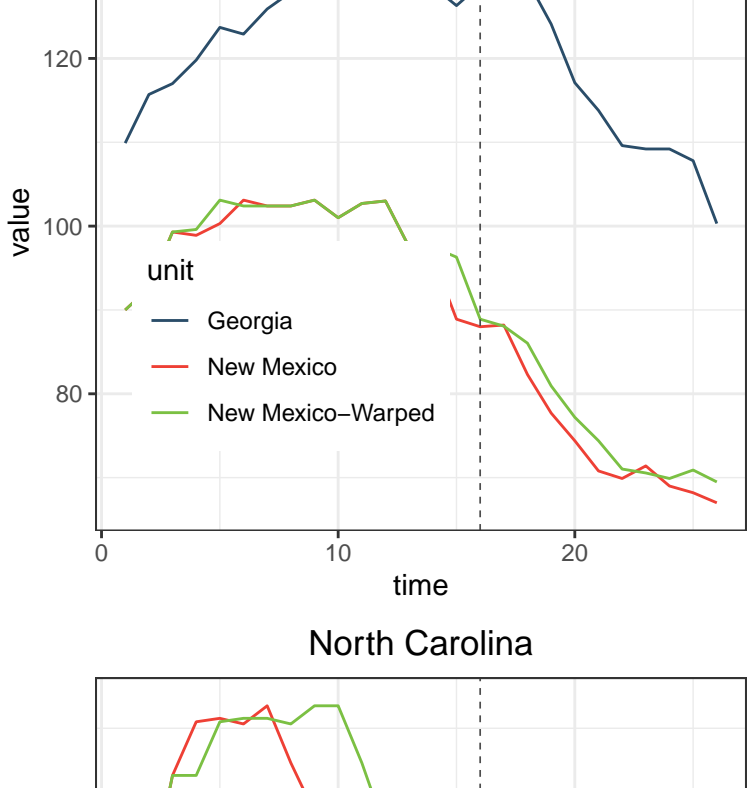 120
100
80
value
unit
Georgia
New Mexico
New Mexico−Warped
0 10 20
time
North Carolina